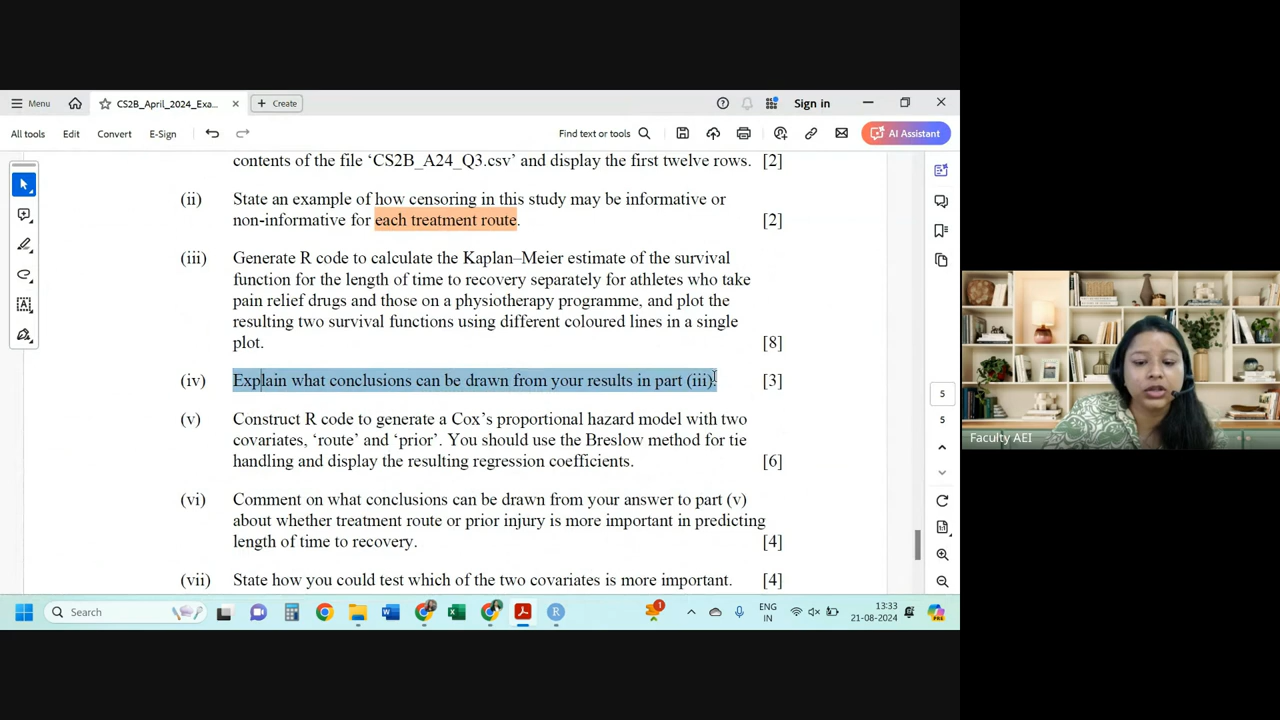 Menu
CS2B_April_2024_Exa...
Create
Sign in
All tools
Edit
Convert
E-Sign
Find text or tools
AI Assistant
contents of the file ‘CS2B_A24_Q3.csv’ and display the first twelve rows. [2]
(ii) State an example of how censoring in this study may be informative or
non-informative for each treatment route. [2]
(iii) Generate R code to calculate the Kaplan–Meier estimate of the survival
function for the length of time to recovery separately for athletes who take
pain relief drugs and those on a physiotherapy programme, and plot the
resulting two survival functions using different coloured lines in a single
plot. [8]
(iv) Explain what conclusions can be drawn from your results in part (iii). [3]
(v) Construct R code to generate a Cox’s proportional hazard model with two
covariates, ‘route’ and ‘prior’. You should use the Breslow method for tie
handling and display the resulting regression coefficients. [6]
(vi) Comment on what conclusions can be drawn from your answer to part (v)
about whether treatment route or prior injury is more important in predicting
length of time to recovery. [4]
(vii) State how you could test which of the two covariates is more important. [4]
5
5
Faculty AEI
Search
1
ENG
IN
13:33
21-08-2024